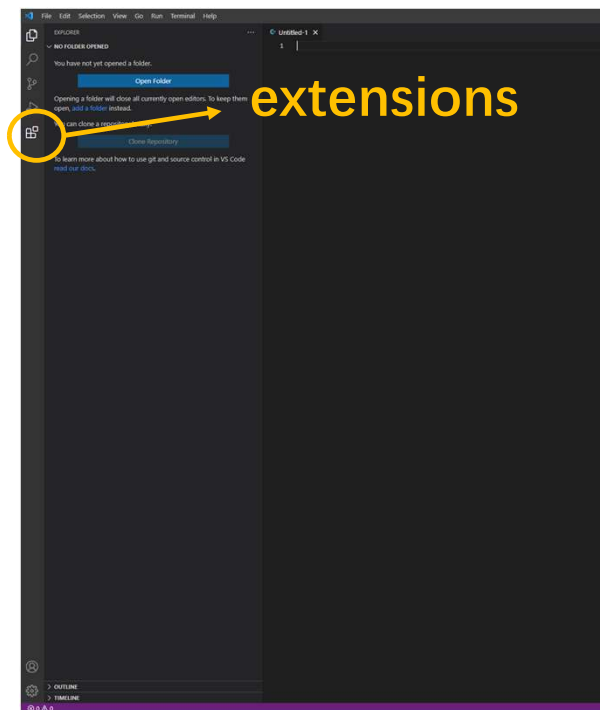 File Edit Selection View Go Run Terminal Help
EXPLORER ···
Untitled-1 ×
NO FOLDER OPENED
1
You have not yet opened a folder.
Open Folder
Opening a folder will close all currently open editors. To keep them
open, add a folder instead.
extensions
can clone a
Clone Repository
To learn more about how to use git and source control in VS Code
read our docs.
OUTLINE
TIMELINE
0 0